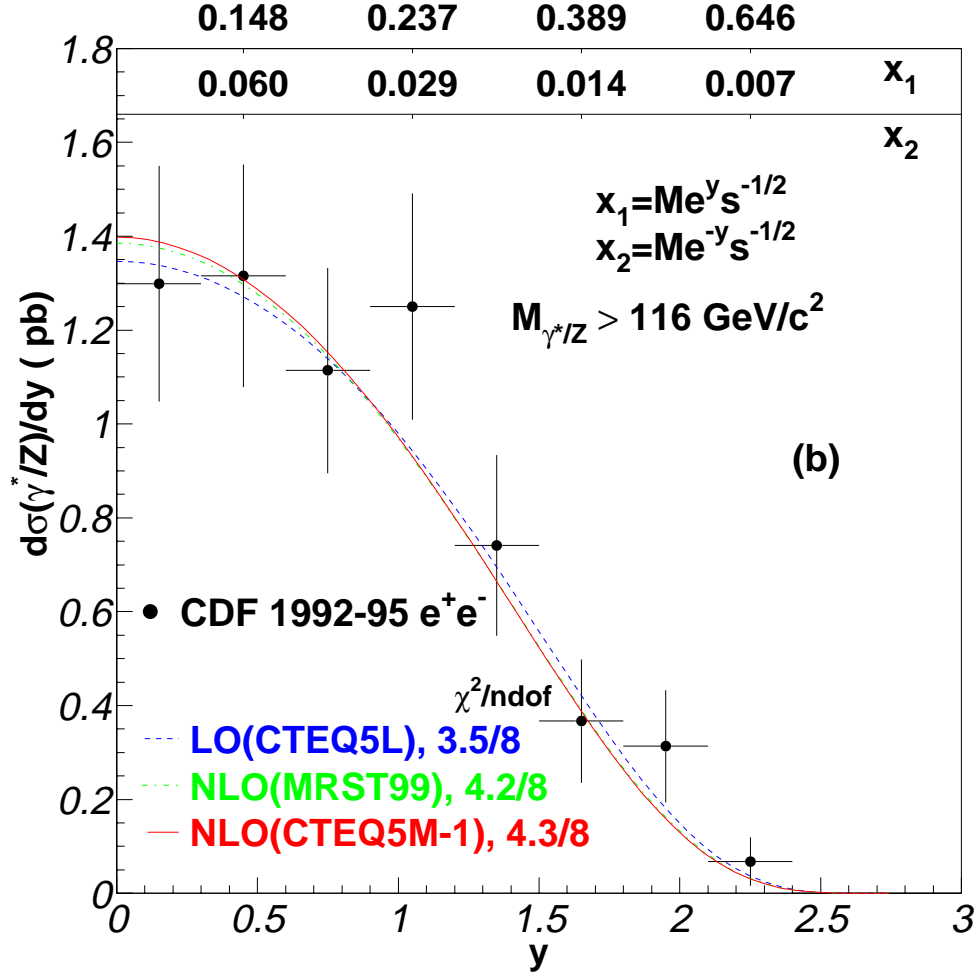 0.148 0.237 0.389 0.646
1.8
0.060 0.029 0.014 0.007 x₁
x₂
1.6
x₁=Meʸs⁻¹/²
x₂=Me⁻ʸs⁻¹/²
1.4
M_γ*/Z > 116 GeV/c²
1.2
dσ(γ*/Z)/dy ( pb)
1
(b)
0.8
0.6
CDF 1992-95 e⁺e⁻
χ²/ndof
0.4
LO(CTEQ5L), 3.5/8
NLO(MRST99), 4.2/8
0.2
NLO(CTEQ5M-1), 4.3/8
0
0 0.5 1 1.5 2 2.5 3
y